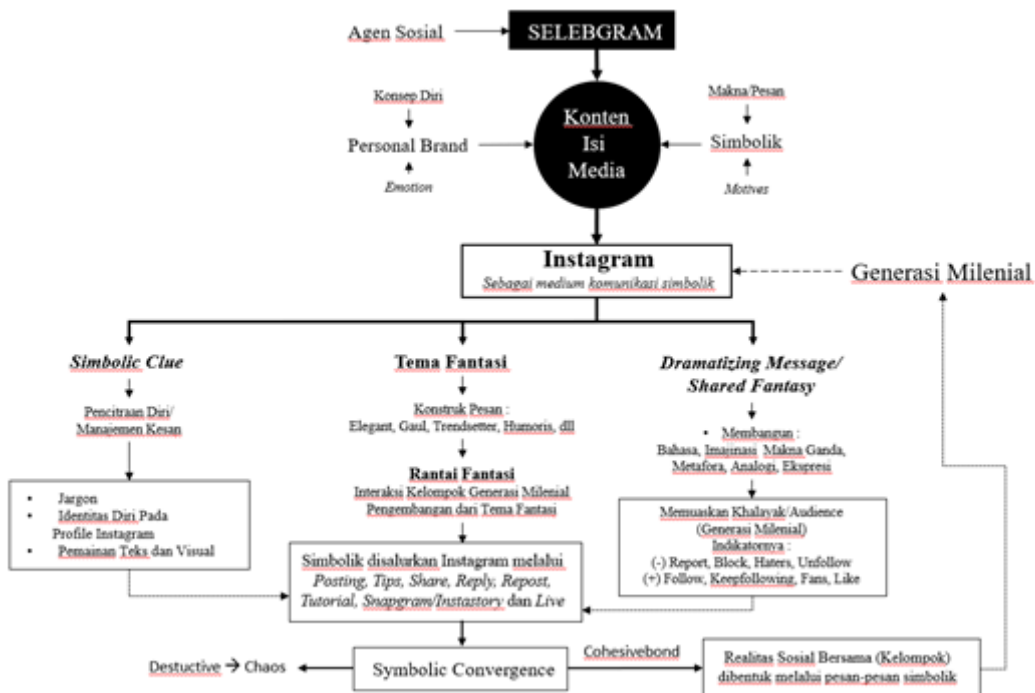 Agen Sosial
SELEBGRAM
Konsep Diri
Makna/Pesan
Konten
Isi
Media
Personal Brand
Simbolik
Emotion
Motives
Instagram
Sebagai medium komunikasi simbolik
Generasi Milenial
Simbolic Clue
Pencitraan Diri/
Manajemen Kesan
• Jargon
• Identitas Diri Pada
Profile Instagram
• Pemainan Teks dan Visual
Tema Fantasi
Konstruk Pesan :
Elegant, Gaul, Trendsetter, Humoris, dll
Rantai Fantasi
Interaksi Kelompok Generasi Milenial
Pengembangan dari Tema Fantasi
Dramatizing Message/
Shared Fantasy
• Membangun :
Bahasa, Imajinasi Makna Ganda,
Metafora, Analogi, Ekspresi
Memuaskan Khalayak/Audience
(Generasi Milenial)
Indikatornya :
(-) Report, Block, Haters, Unfollow
(+) Follow, Keepfollowing, Fans, Like
Simbolik disalurkan Instagram melalui
Posting, Tips, Share, Reply, Repost,
Tutorial, Snapgram/Instastory dan Live
Destuctive → Chaos
Symbolic Convergence
Cohesivebond
Realitas Sosial Bersama (Kelompok)
dibentuk melalui pesan-pesan simbolik